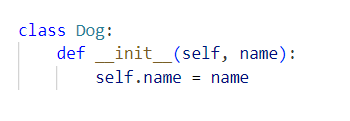 class Dog:
    def __init__(self, name):
        self.name = name